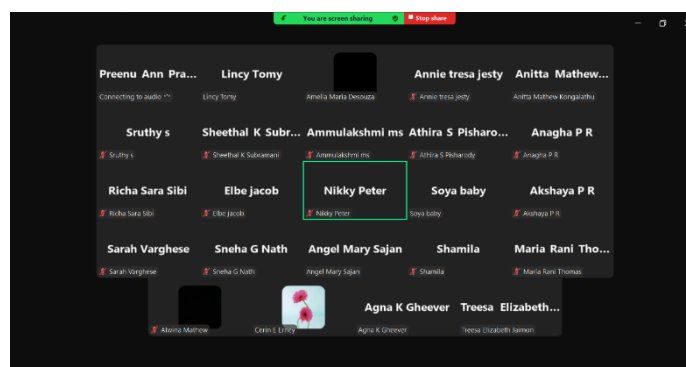 You are screen sharing Stop share
Preenu Ann Pra... Lincy Tomy Annie tresa jesty Anitta Mathew...
Connecting to audio Lincy Tomy Amelia Maria Desouza Annie tresa jesty Anitta Mathew Kongalathu
Sruthy s Sheethal K Subr... Ammulakshmi ms Athira S Pisharo... Anagha P R
Sruthy s Sheethal K Subramani Ammulakshmi ms Athira S Pisharody Anagha P R
Richa Sara Sibi Elbe jacob Nikky Peter Soya baby Akshaya P R
Richa Sara Sibi Elbe jacob Nikky Peter Soya baby Akshaya P R
Sarah Varghese Sneha G Nath Angel Mary Sajan Shamila Maria Rani Tho...
Sarah Varghese Sneha G Nath Angel Mary Sajan Shamila Maria Rani Thomas
Agna K Gheever Treesa Elizabeth...
Alwina Mathew Cerin E Agna K Gheever Treesa Elizabeth Jaimon